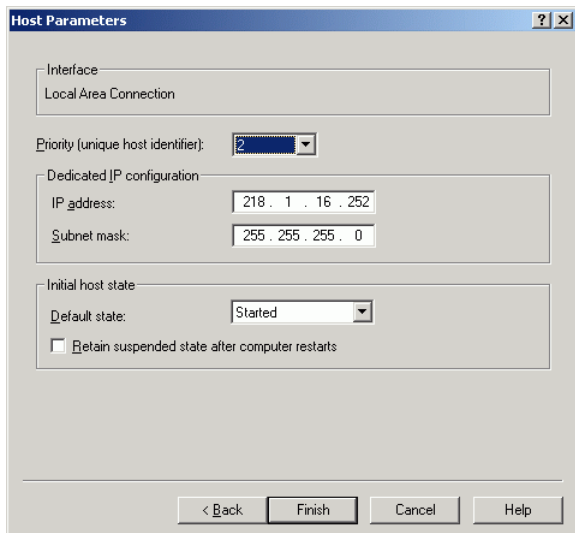 Host Parameters
Interface
Local Area Connection
Priority (unique host identifier): 2
Dedicated IP configuration
IP address: 218 . 1 . 16 . 252
Subnet mask: 255 . 255 . 255 . 0
Initial host state
Default state: Started
Retain suspended state after computer restarts
< Back Finish Cancel Help